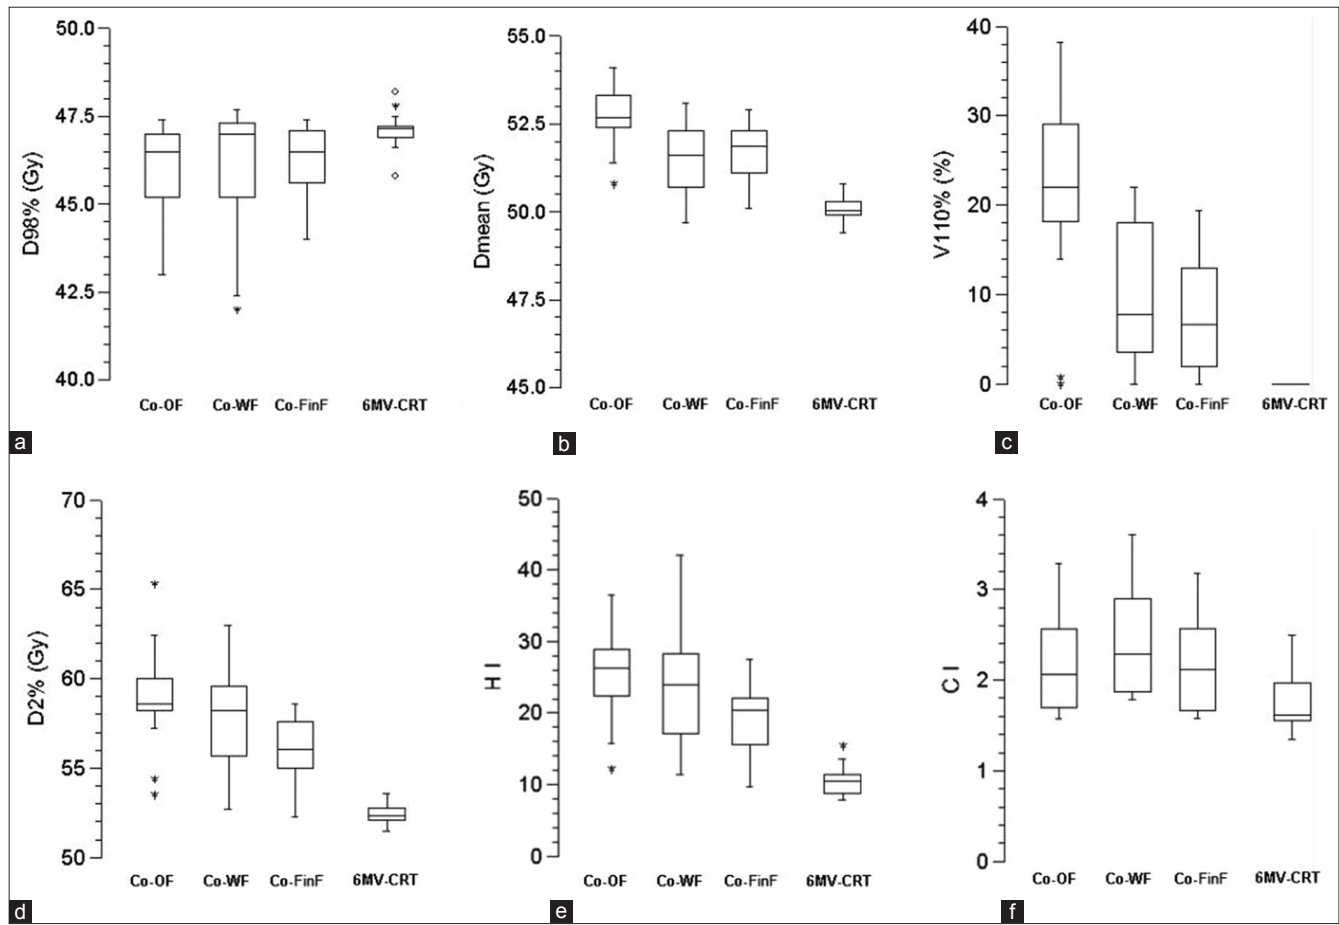 50.0
47.5
45.0
42.5
40.0
D98% (Gy)
Co-OF Co-WF Co-FinF 6MV-CRT
a
55.0
52.5
50.0
47.5
45.0
Dmean (Gy)
Co-OF Co-WF Co-FinF 6MV-CRT
b
40
30
20
10
0
V110% (%)
Co-OF Co-WF Co-FinF 6MV-CRT
c
70
65
60
55
50
D2% (Gy)
Co-OF Co-WF Co-FinF 6MV-CRT
d
50
40
30
20
10
0
H I
Co-OF Co-WF Co-FinF 6MV-CRT
e
4
3
2
1
0
C I
Co-OF Co-WF Co-FinF 6MV-CRT
f